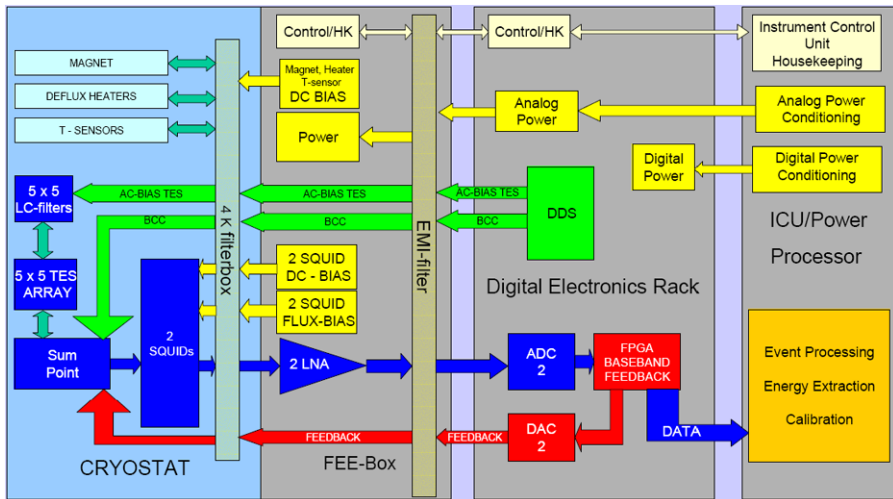 Control/HK
Control/HK
Instrument Control
Unit
Housekeeping
MAGNET
DEFLUX HEATERS
T - SENSORS
Magnet, Heater
T-sensor
DC BIAS
Power
Analog
Power
Analog Power
Conditioning
Digital
Power
Digital Power
Conditioning
ICU/Power
Processor
5 x 5
LC-filters
AC-BIAS TES
AC-BIAS TES
AC-BIAS TES
BCC
BCC
BCC
DDS
4 K filterbox
EMI-filter
5 x 5 TES
ARRAY
2
SQUIDs
2 SQUID
DC - BIAS
2 SQUID
FLUX-BIAS
Digital Electronics Rack
Sum
Point
2 LNA
ADC
2
FPGA
BASEBAND
FEEDBACK
Event Processing
Energy Extraction
Calibration
FEEDBACK
FEEDBACK
DAC
2
DATA
CRYOSTAT
FEE-Box